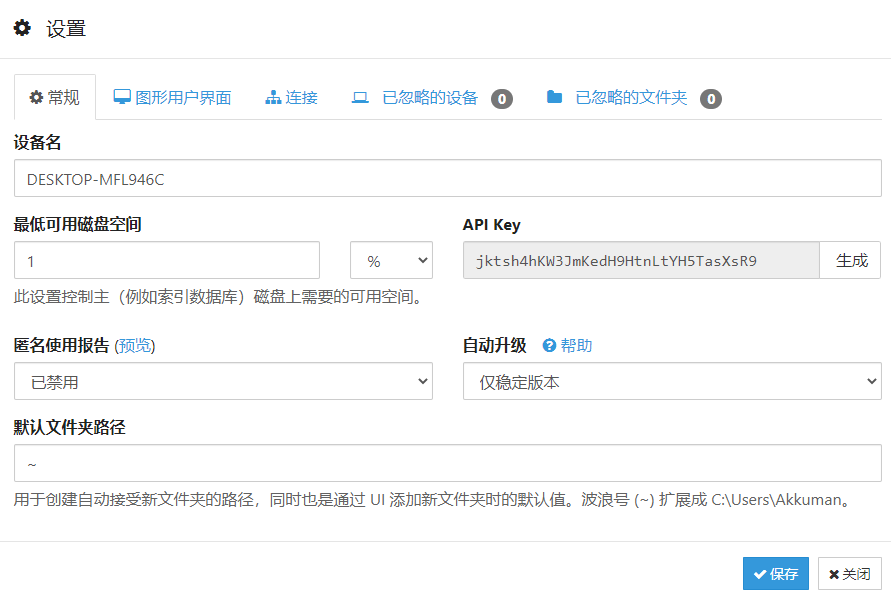 设置
常规 图形用户界面 连接 已忽略的设备 0 已忽略的文件夹 0
设备名
DESKTOP-MFL946C
最低可用磁盘空间 API Key
1 % jktsh4hKW3JmKedH9HtnLtYH5TasXsR9 生成
此设置控制主（例如索引数据库）磁盘上需要的可用空间。
匿名使用报告 (预览) 自动升级 帮助
已禁用 仅稳定版本
默认文件夹路径
~
用于创建自动接受新文件夹的路径，同时也是通过 UI 添加新文件夹时的默认值。波浪号 (~) 扩展成 C:\Users\Akkuman。
保存 关闭